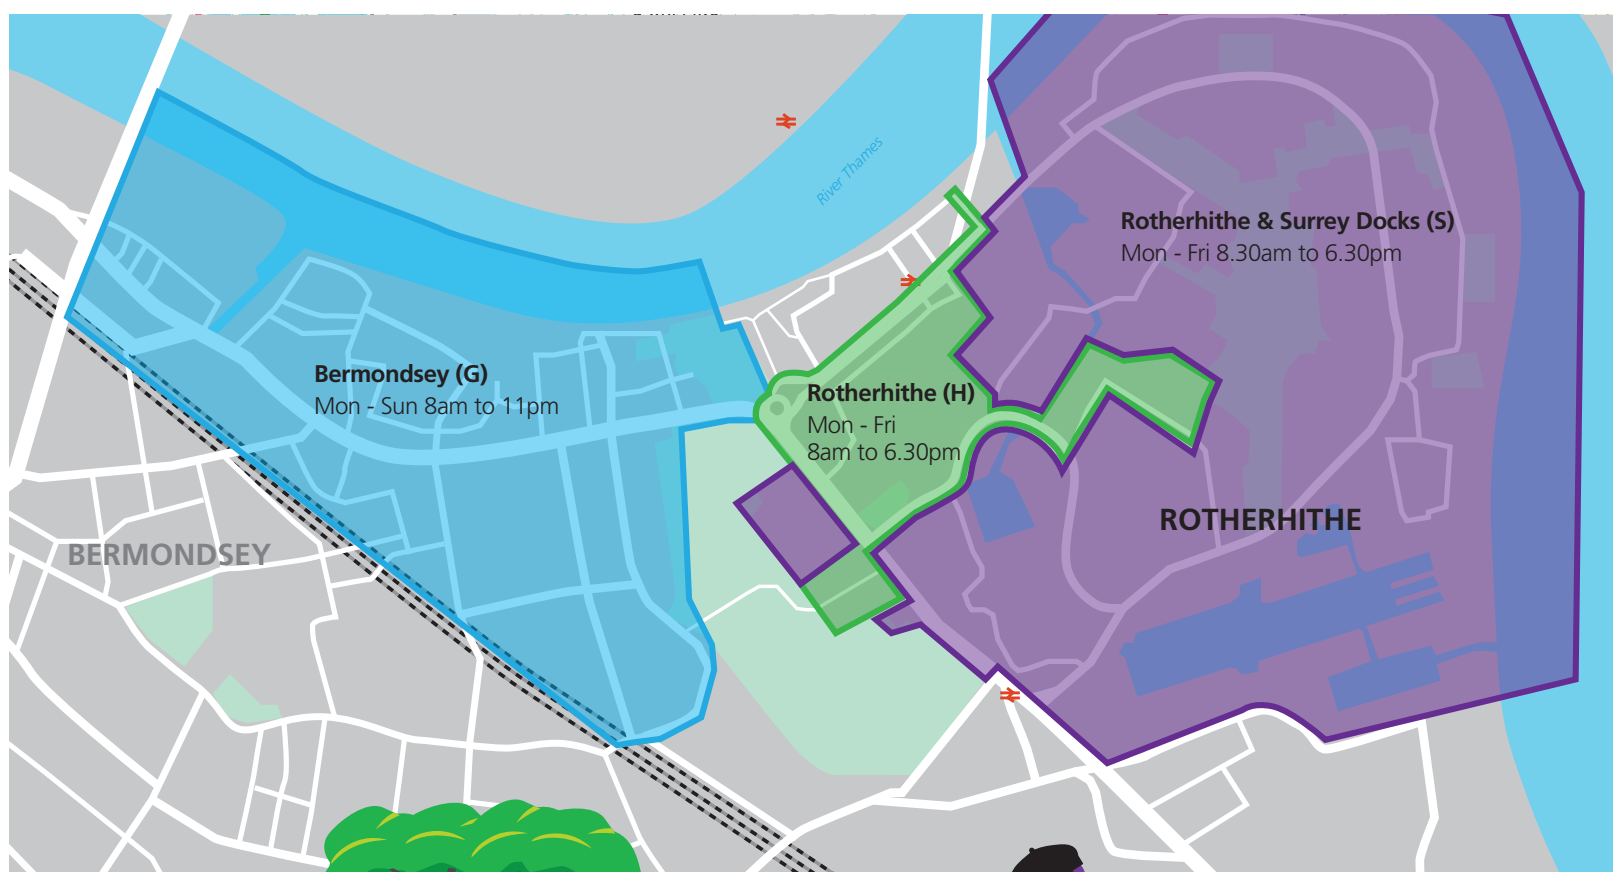 River Thames
Rotherhithe & Surrey Docks (S)
Mon - Fri 8.30am to 6.30pm
Bermondsey (G)
Mon - Sun 8am to 11pm
Rotherhithe (H)
Mon - Fri
8am to 6.30pm
ROTHERHITHE
BERMONDSEY